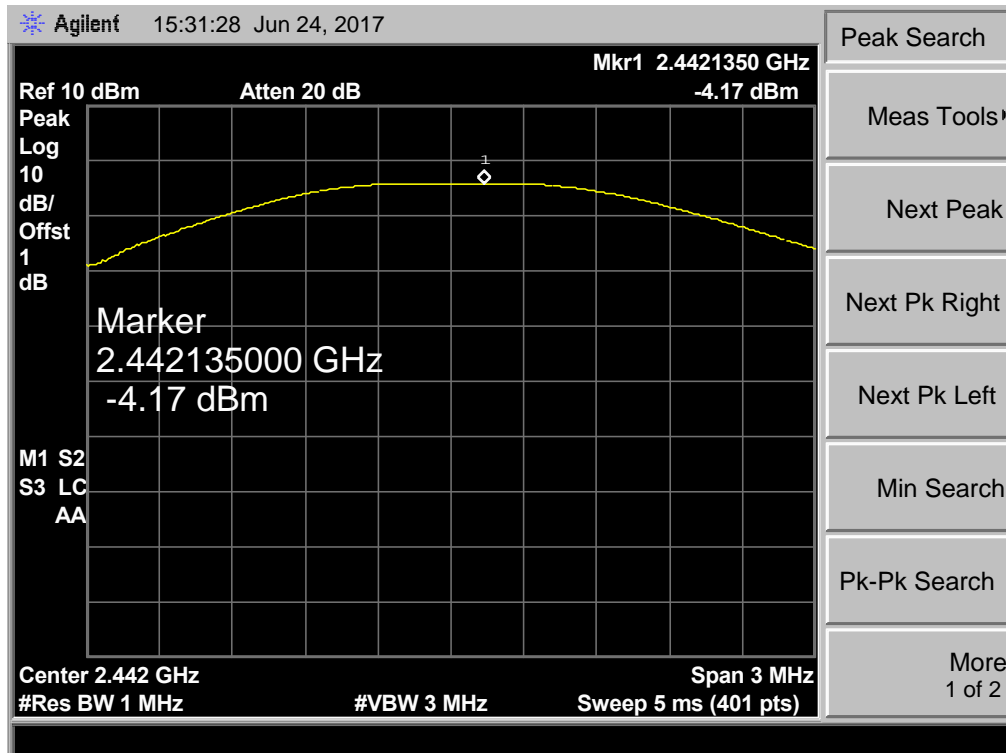 Agilent 15:31:28 Jun 24, 2017
Mkr1 2.4421350 GHz
Ref 10 dBm Atten 20 dB -4.17 dBm
Peak
Log
10
dB/
Offst
1
dB
1
Marker
2.442135000 GHz
-4.17 dBm
M1 S2
S3 LC
AA
Center 2.442 GHz Span 3 MHz
#Res BW 1 MHz #VBW 3 MHz Sweep 5 ms (401 pts)
Peak Search
Meas Tools
Next Peak
Next Pk Right
Next Pk Left
Min Search
Pk-Pk Search
More
1 of 2